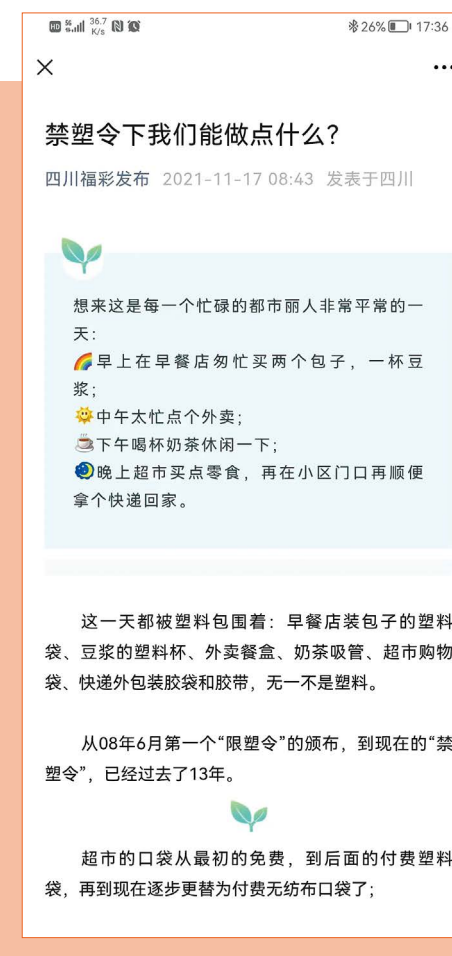 HD 5G 36.7 K/s 26% 17:36
禁塑令下我们能做点什么?
四川福彩发布 2021-11-17 08:43 发表于四川
想来这是每一个忙碌的都市丽人非常平常的一
天：
早上在早餐店匆忙买两个包子，一杯豆
浆；
中午太忙点个外卖；
下午喝杯奶茶休闲一下；
晚上超市买点零食，再在小区门口再顺便
拿个快递回家。
这一天都被塑料包围着：早餐店装包子的塑料
袋、豆浆的塑料杯、外卖餐盒、奶茶吸管、超市购物
袋、快递外包装胶袋和胶带，无一不是塑料。
从08年6月第一个“限塑令”的颁布，到现在的“禁
塑令”，已经过去了13年。
超市的口袋从最初的免费，到后面的付费塑料
袋，再到现在逐步更替为付费无纺布口袋了；